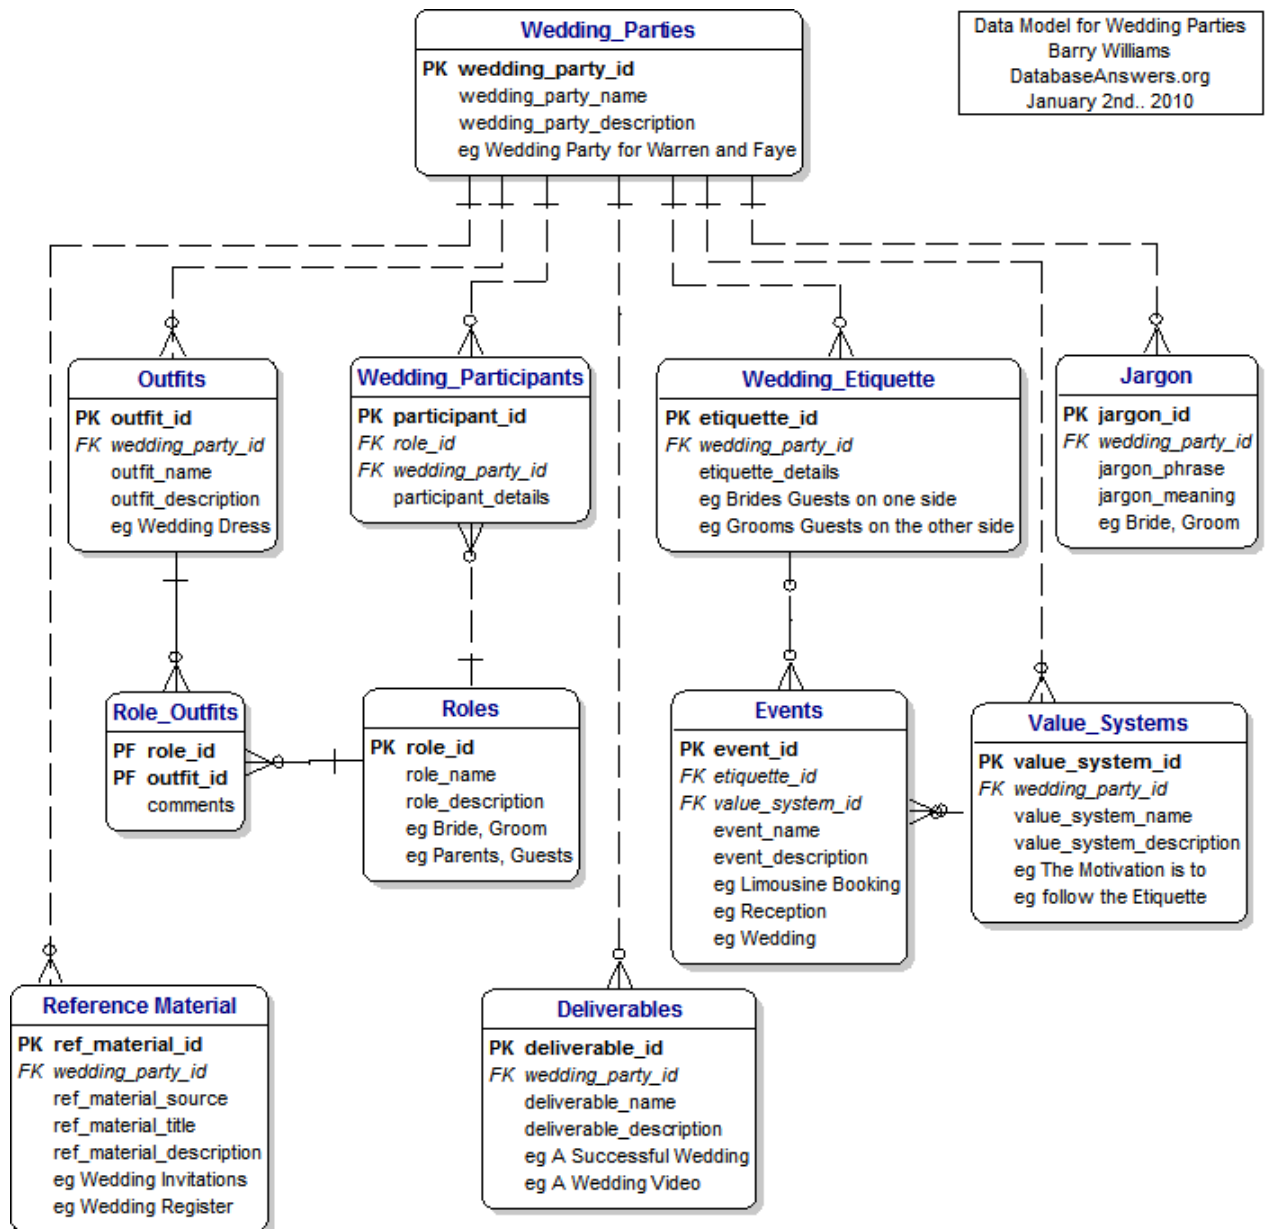 Wedding_Parties
PK wedding_party_id
wedding_party_name
wedding_party_description
eg Wedding Party for Warren and Faye
Data Model for Wedding Parties
Barry Williams
DatabaseAnswers.org
January 2nd.. 2010
Outfits
PK outfit_id
FK wedding_party_id
outfit_name
outfit_description
eg Wedding Dress
Wedding_Participants
PK participant_id
FK role_id
FK wedding_party_id
participant_details
Wedding_Etiquette
PK etiquette_id
FK wedding_party_id
etiquette_details
eg Brides Guests on one side
eg Grooms Guests on the other side
Jargon
PK jargon_id
FK wedding_party_id
jargon_phrase
jargon_meaning
eg Bride, Groom
Role_Outfits
PF role_id
PF outfit_id
comments
Roles
PK role_id
role_name
role_description
eg Bride, Groom
eg Parents, Guests
Events
PK event_id
FK etiquette_id
FK value_system_id
event_name
event_description
eg Limousine Booking
eg Reception
eg Wedding
Value_Systems
PK value_system_id
FK wedding_party_id
value_system_name
value_system_description
eg The Motivation is to
eg follow the Etiquette
Reference Material
PK ref_material_id
FK wedding_party_id
ref_material_source
ref_material_title
ref_material_description
eg Wedding Invitations
eg Wedding Register
Deliverables
PK deliverable_id
FK wedding_party_id
deliverable_name
deliverable_description
eg A Successful Wedding
eg A Wedding Video